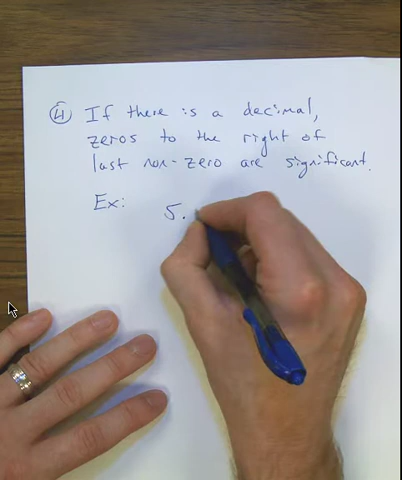 ④ If there is a decimal,
zeros to the right of
last non-zero are significant.
Ex: 5.